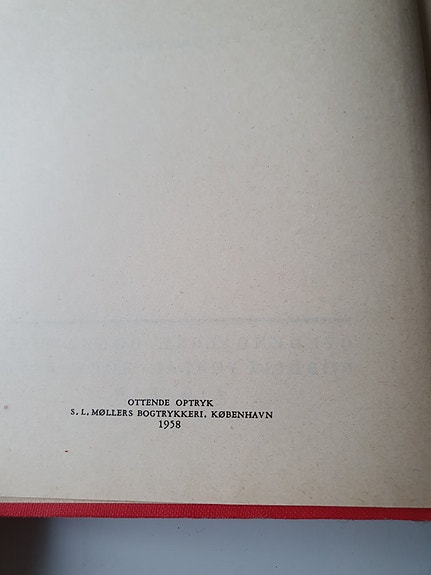 OTTENDE OPTRYK
S. L. MØLLERS BOGTRYKKERI, KØBENHAVN
1958